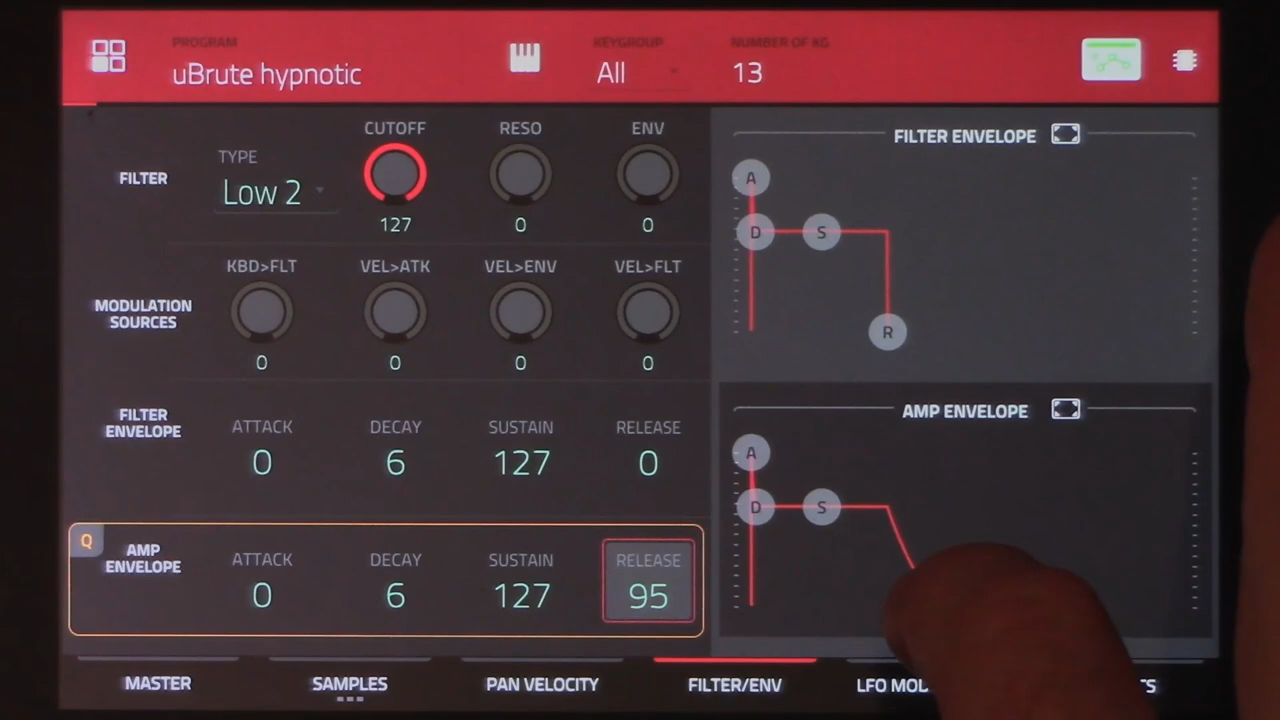 PROGRAM
uBrute hypnotic
KEYGROUP
All
NUMBER OF KG
13
FILTER
TYPE
Low 2
CUTOFF
127
RESO
0
ENV
0
MODULATION
SOURCES
KBD>FLT
0
VEL>ATK
0
VEL>ENV
0
VEL>FLT
0
FILTER
ENVELOPE
ATTACK
0
DECAY
6
SUSTAIN
127
RELEASE
0
Q
AMP
ENVELOPE
ATTACK
0
DECAY
6
SUSTAIN
127
RELEASE
95
FILTER ENVELOPE
A
D
S
R
AMP ENVELOPE
A
D
S
MASTER
SAMPLES
PAN VELOCITY
FILTER/ENV
LFO